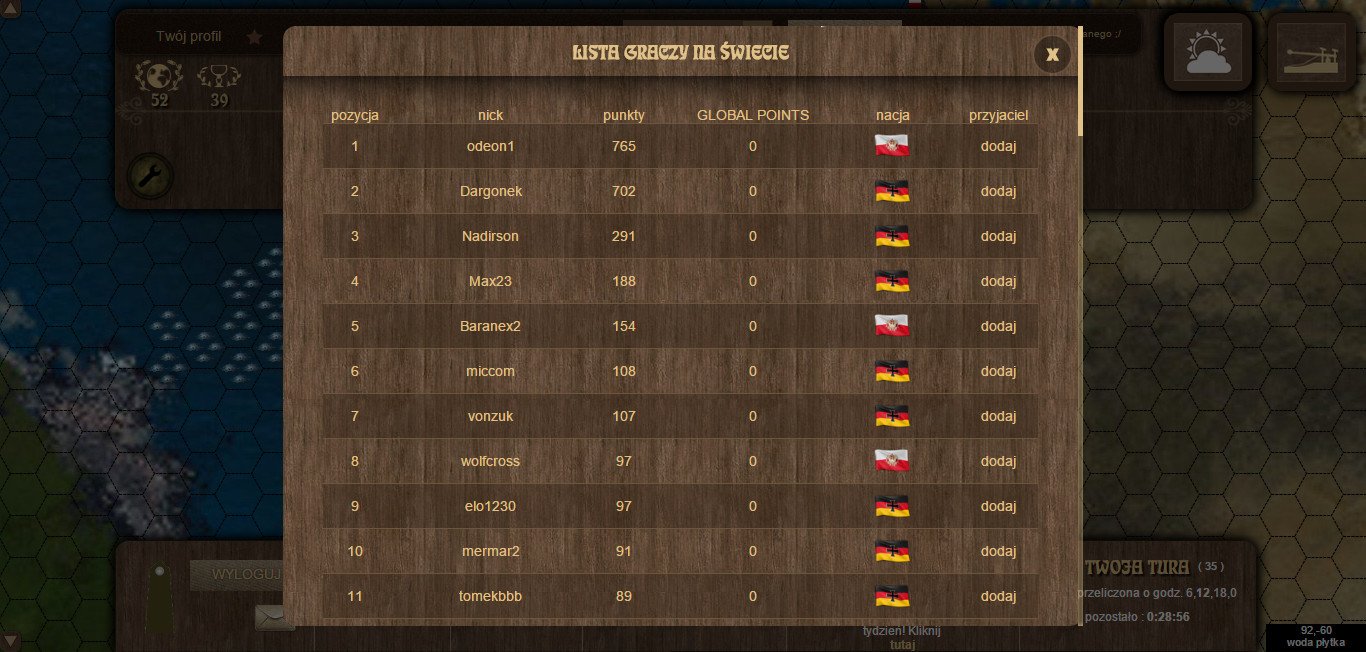 Twój profil
anego :/
LISTA GRACZY NA ŚWIECIE
X
52
39
pozycja nick punkty GLOBAL POINTS nacja przyjaciel
1 odeon1 765 0 dodaj
2 Dargonek 702 0 dodaj
3 Nadirson 291 0 dodaj
4 Max23 188 0 dodaj
5 Baranex2 154 0 dodaj
6 miccom 108 0 dodaj
7 vonzuk 107 0 dodaj
8 wolfcross 97 0 dodaj
9 elo1230 97 0 dodaj
10 mermar2 91 0 dodaj
11 tomekbbb 89 0 dodaj
WYLOGUJ
TWOJA TURA ( 35 )
przeliczona o godz. 6,12,18,0
pozostało : 0:28:56
tydzień! Kliknij
tutaj
92,-60
woda płytka